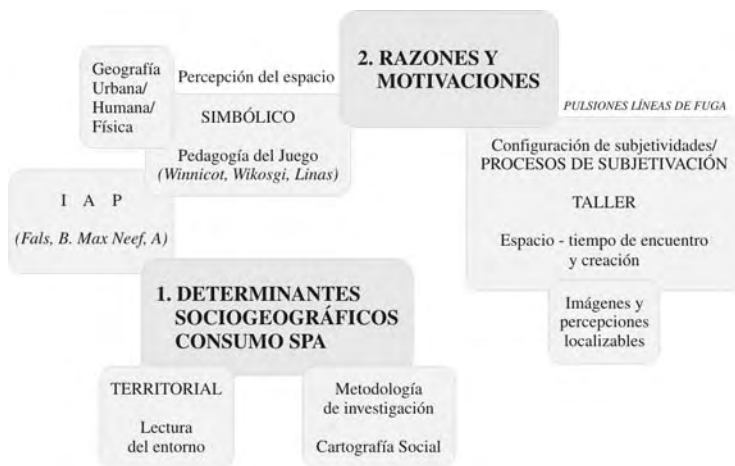 2. RAZONES Y
MOTIVACIONES
Geografía
Urbana/
Humana/
Física
Percepción del espacio
SIMBÓLICO
Pedagogía del Juego
(Winnicot, Wikosgi, Linas)
PULSIONES LÍNEAS DE FUGA
Configuración de subjetividades/
PROCESOS DE SUBJETIVACIÓN
TALLER
Espacio - tiempo de encuentro
y creación
Imágenes y
percepciones
localizables
I A P
(Fals, B. Max Neef, A)
1. DETERMINANTES
SOCIOGEOGRÁFICOS
CONSUMO SPA
TERRITORIAL
Lectura
del entorno
Metodología
de investigación
Cartografía Social